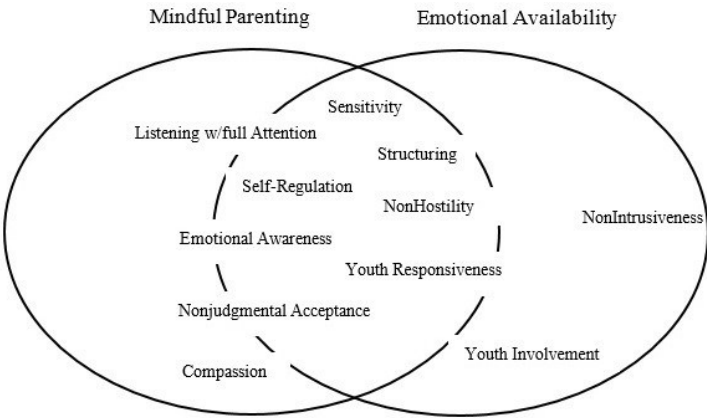 Mindful Parenting
Emotional Availability
Sensitivity
Listening w/full Attention
Structuring
Self-Regulation
NonHostility
NonIntrusiveness
Emotional Awareness
Youth Responsiveness
Nonjudgmental Acceptance
Youth Involvement
Compassion